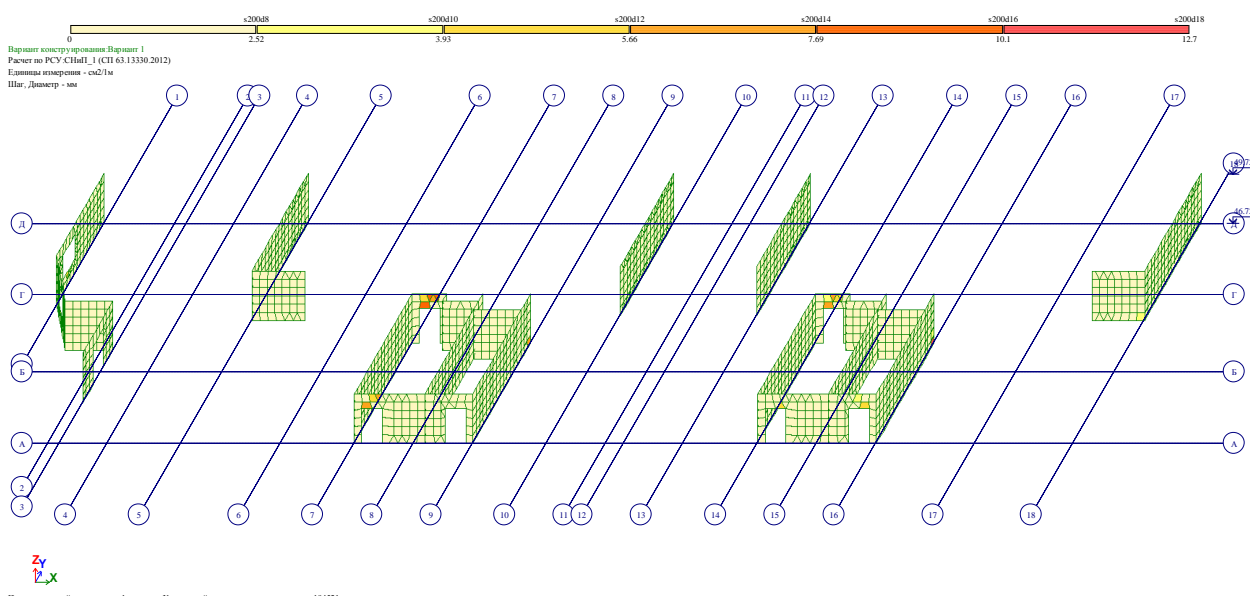 s200d8 s200d10 s200d12 s200d14 s200d16 s200d18
0 2.52 3.93 5.66 7.69 10.1 12.7
Вариант конструирования:Вариант 1
Расчет по РСУ:СНиП_1 (СП 63.13330.2012)
Единицы измерения - см2/1м
Шаг, Диаметр - мм
1 2 3 4 5 6 7 8 9 10 11 12 13 14 15 16 17
Д
Г Г
Б Б
А А
2
3 4 5 6 7 8 9 10 11 12 13 14 15 16 17 18
Z Y
X